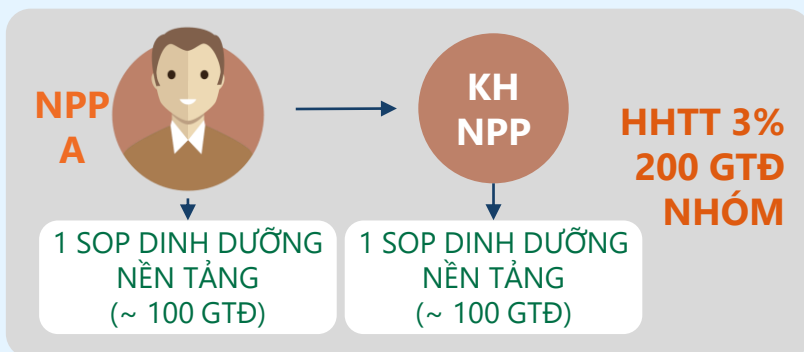 NPP
A
KH
NPP
HHTT 3%
200 GTĐ
NHÓM
1 SOP DINH DƯỠNG
NỀN TẢNG
(~ 100 GTĐ)
1 SOP DINH DƯỠNG
NỀN TẢNG
(~ 100 GTĐ)